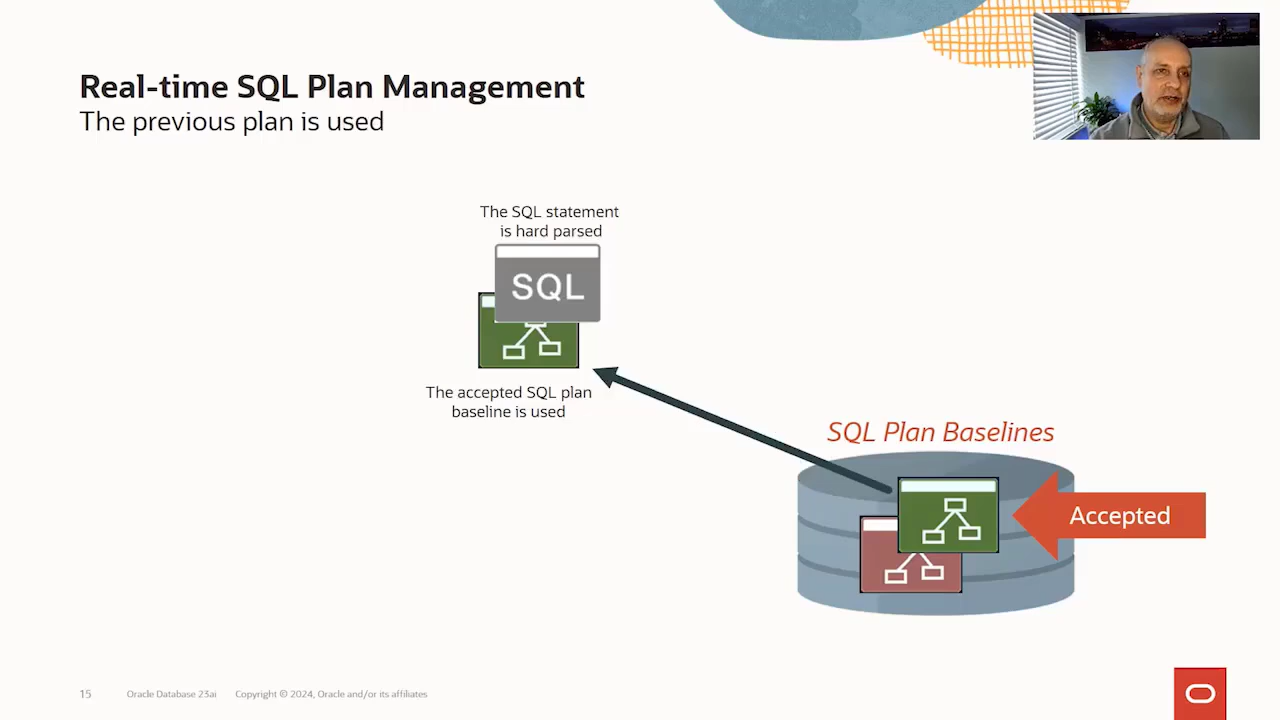 Real-time SQL Plan Management
The previous plan is used
The SQL statement
is hard parsed
SQL
The accepted SQL plan
baseline is used
SQL Plan Baselines
Accepted
15
Oracle Database 23ai
Copyright © 2024, Oracle and/or its affiliates